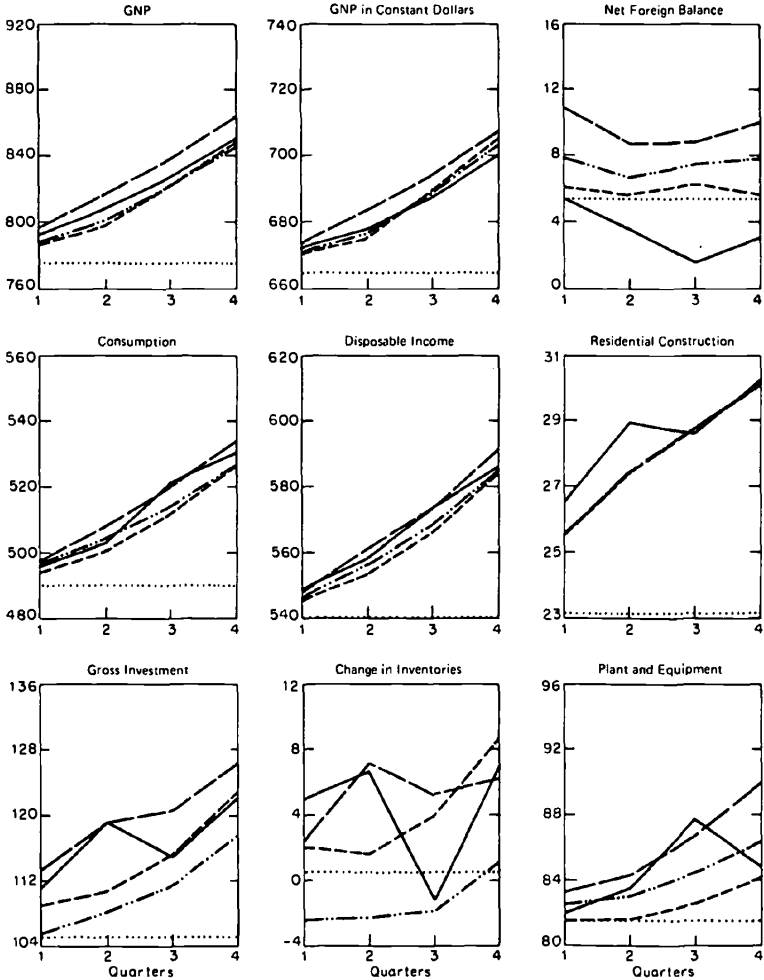 GNP
GNP in Constant Dollars
Net Foreign Balance
920
880
840
800
760
1 2 3 4
740
720
700
680
660
1 2 3 4
16
12
8
4
0
1 2 3 4
Consumption
Disposable Income
Residential Construction
560
540
520
500
480
1 2 3 4
620
600
580
560
540
1 2 3 4
31
29
27
25
23
1 2 3 4
Gross Investment
Change in Inventories
Plant and Equipment
136
128
120
112
104
1 2 3 4
Quarters
12
8
4
0
-4
1 2 3 4
Quarters
96
92
88
84
80
1 2 3 4
Quarters